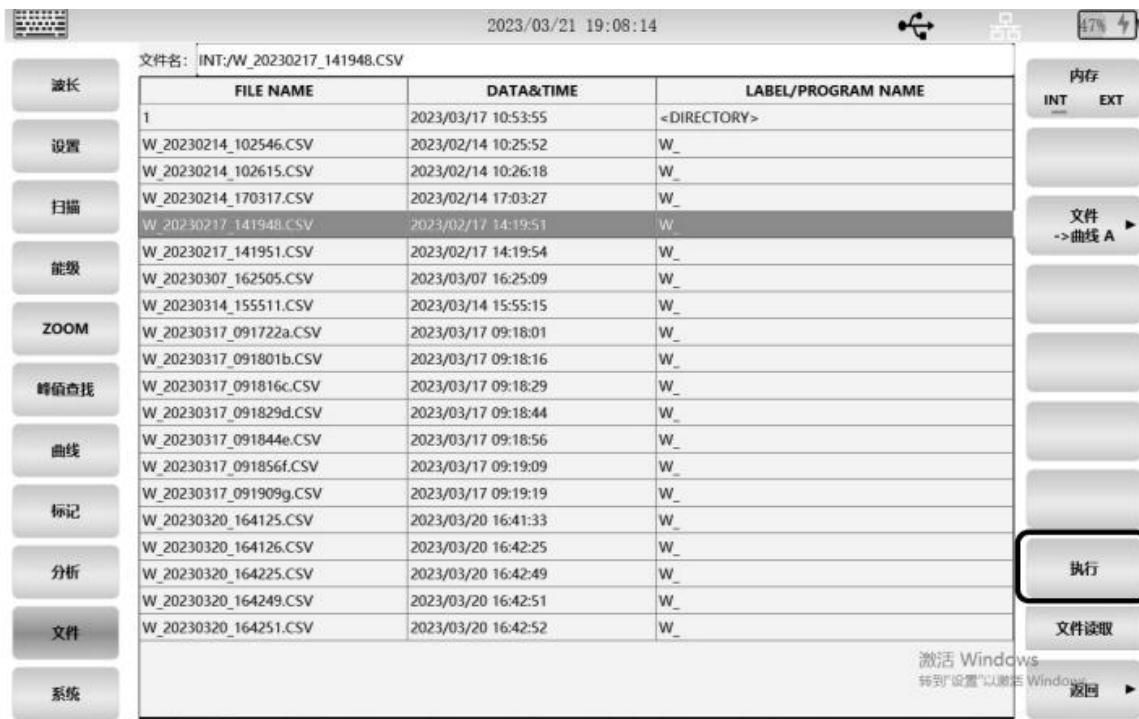 2023/03/21 19:08:14
47%
文件名: INT:/W_20230217_141948.CSV
FILE NAME DATA&TIME LABEL/PROGRAM NAME
1 2023/03/17 10:53:55 <DIRECTORY>
W_20230214_102546.CSV 2023/02/14 10:25:52 W_
W_20230214_102615.CSV 2023/02/14 10:26:18 W_
W_20230214_170317.CSV 2023/02/14 17:03:27 W_
W_20230217_141948.CSV 2023/02/17 14:19:51 W_
W_20230217_141951.CSV 2023/02/17 14:19:54 W_
W_20230307_162505.CSV 2023/03/07 16:25:09 W_
W_20230314_155511.CSV 2023/03/14 15:55:15 W_
W_20230317_091722a.CSV 2023/03/17 09:18:01 W_
W_20230317_091801b.CSV 2023/03/17 09:18:16 W_
W_20230317_091816c.CSV 2023/03/17 09:18:29 W_
W_20230317_091829d.CSV 2023/03/17 09:18:44 W_
W_20230317_091844e.CSV 2023/03/17 09:18:56 W_
W_20230317_091856f.CSV 2023/03/17 09:19:09 W_
W_20230317_091909g.CSV 2023/03/17 09:19:19 W_
W_20230320_164125.CSV 2023/03/20 16:41:33 W_
W_20230320_164126.CSV 2023/03/20 16:42:25 W_
W_20230320_164225.CSV 2023/03/20 16:42:49 W_
W_20230320_164249.CSV 2023/03/20 16:42:51 W_
W_20230320_164251.CSV 2023/03/20 16:42:52 W_
波长
设置
扫描
能级
ZOOM
峰值查找
曲线
标记
分析
文件
系统
内存
INT EXT
文件
->曲线 A
执行
文件读取
返回
激活 Windows
转到"设置"以激活 Windows